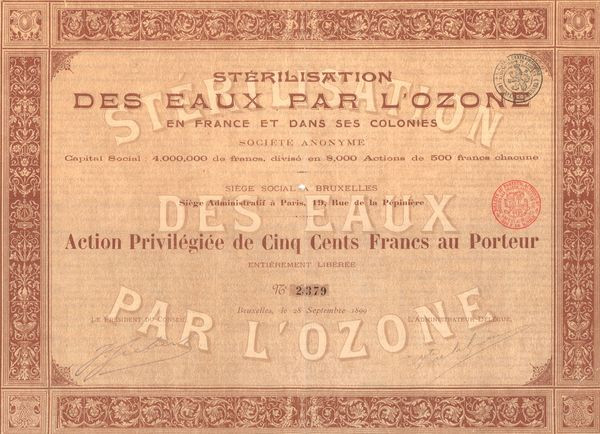 STÉRILISATION
DES EAUX PAR L'OZONE
EN FRANCE ET DANS SES COLONIES
SOCIÉTÉ ANONYME
Capital Social : 4,000,000 de francs, divisé en 8,000 Actions de 500 francs chacune
SIÈGE SOCIAL A BRUXELLES
Siège Administratif à Paris, 19, Rue de la Pépinière
Action Privilégiée de Cinq Cents Francs au Porteur
ENTIÈREMENT LIBÉRÉE
No 2379
Bruxelles, le 28 Septembre 1899
LE PRÉSIDENT DU CONSEIL,
L'ADMINISTRATEUR-DÉLÉGUÉ,
STÉRILISATION
DES EAUX
PAR L'OZONE